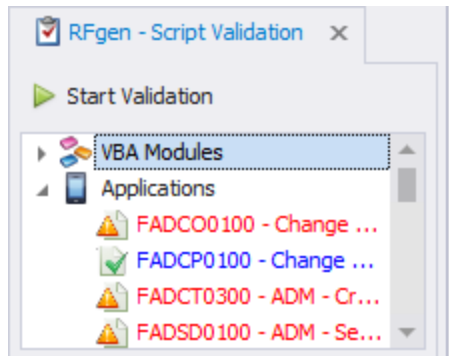 RFgen - Script Validation
Start Validation
VBA Modules
Applications
FADCO0100 - Change ...
FADCP0100 - Change ...
FADCT0300 - ADM - Cr...
FADSD0100 - ADM - Se...